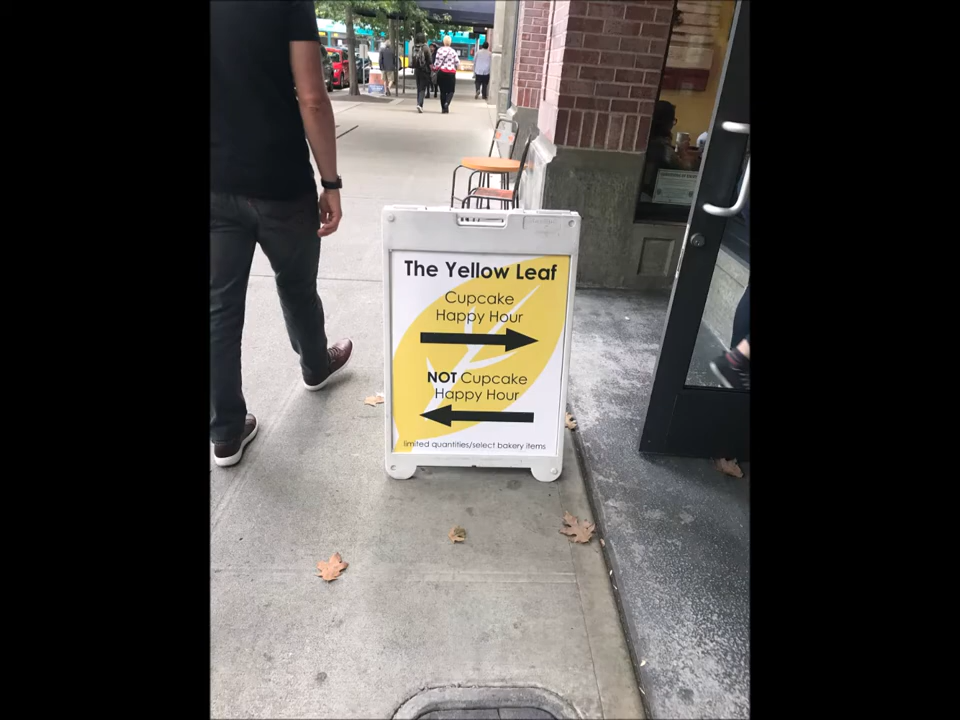 The Yellow Leaf
Cupcake
Happy Hour
NOT Cupcake
Happy Hour
limited quantities/select bakery items